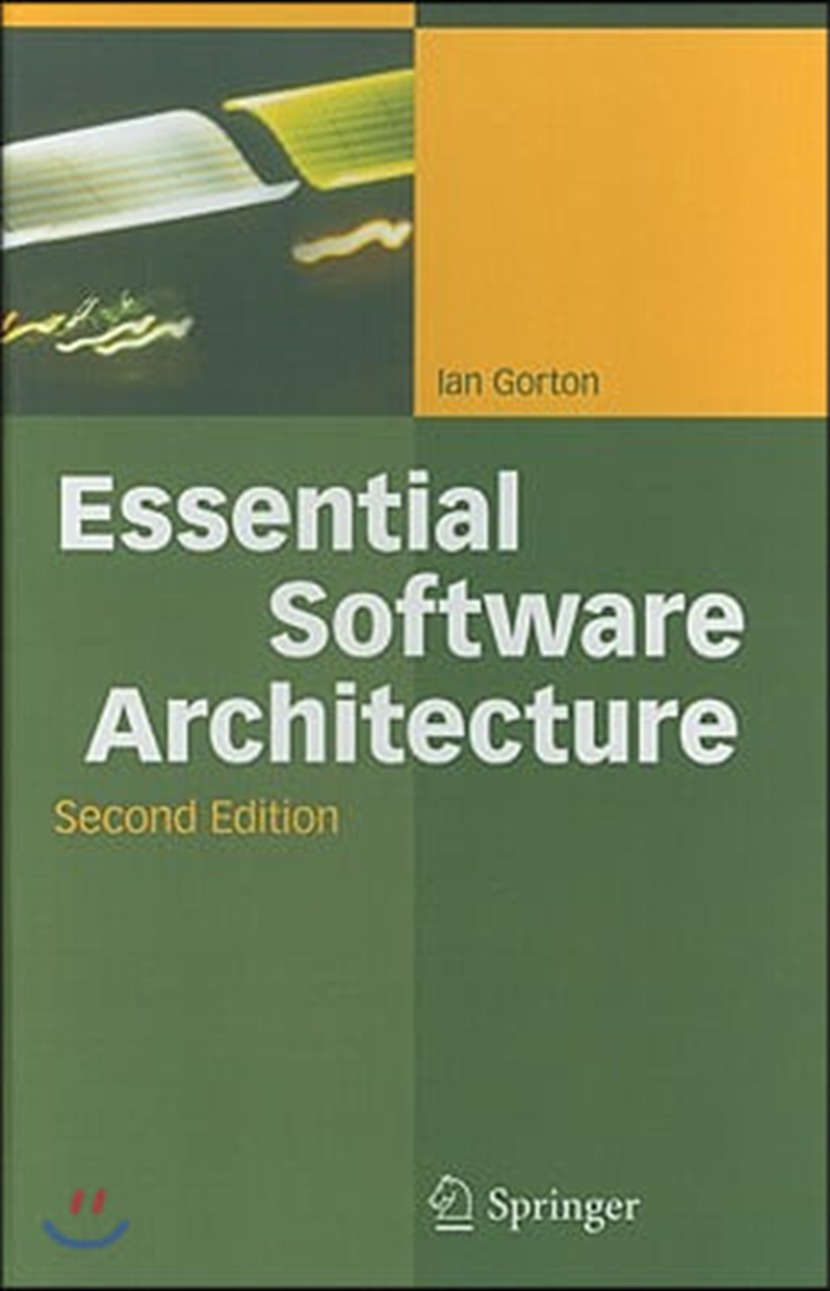 Ian Gorton
Essential
Software
Architecture
Second Edition
Springer